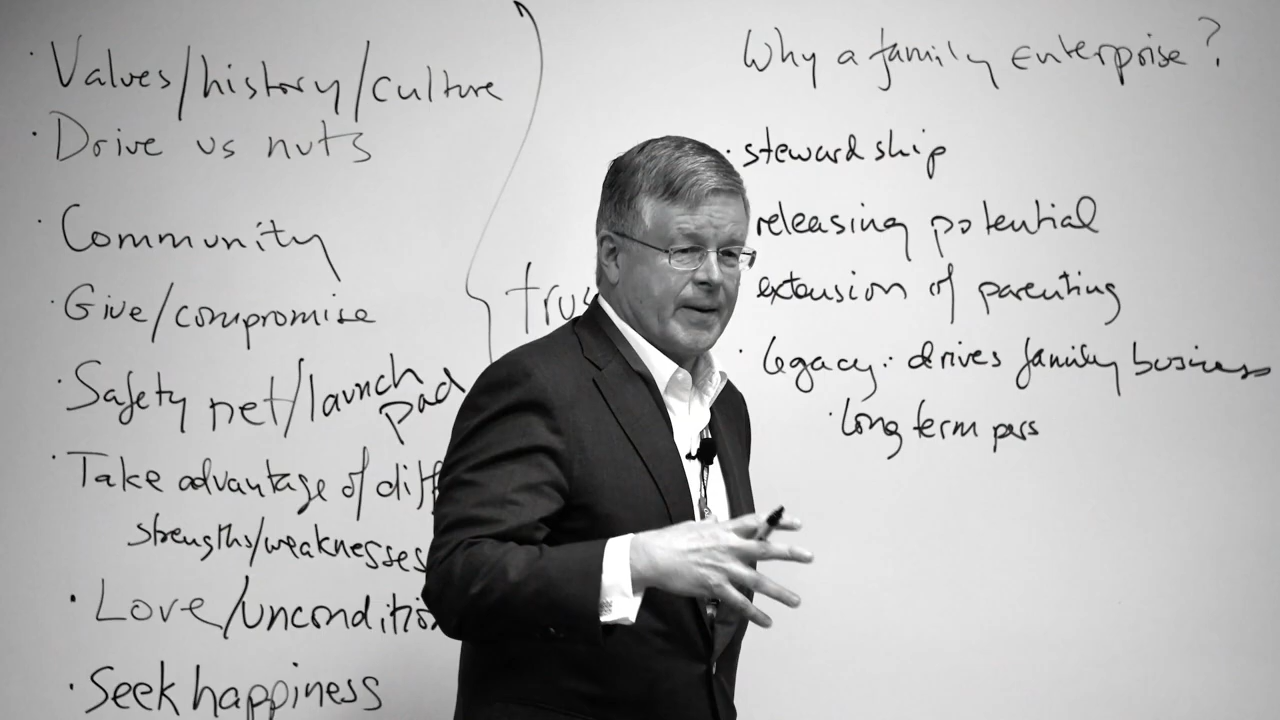 · Values/history/culture
· Drive us nuts
· Community
· Give/compromise
· Safety net/launch
pad
· Take advantage of diff
strengths/weaknesses
· Love/unconditio
· Seek happiness
trus
Why a family enterprise?
· stewardship
releasing potential
extension of parenting
· legacy: drives family business
· long term pers